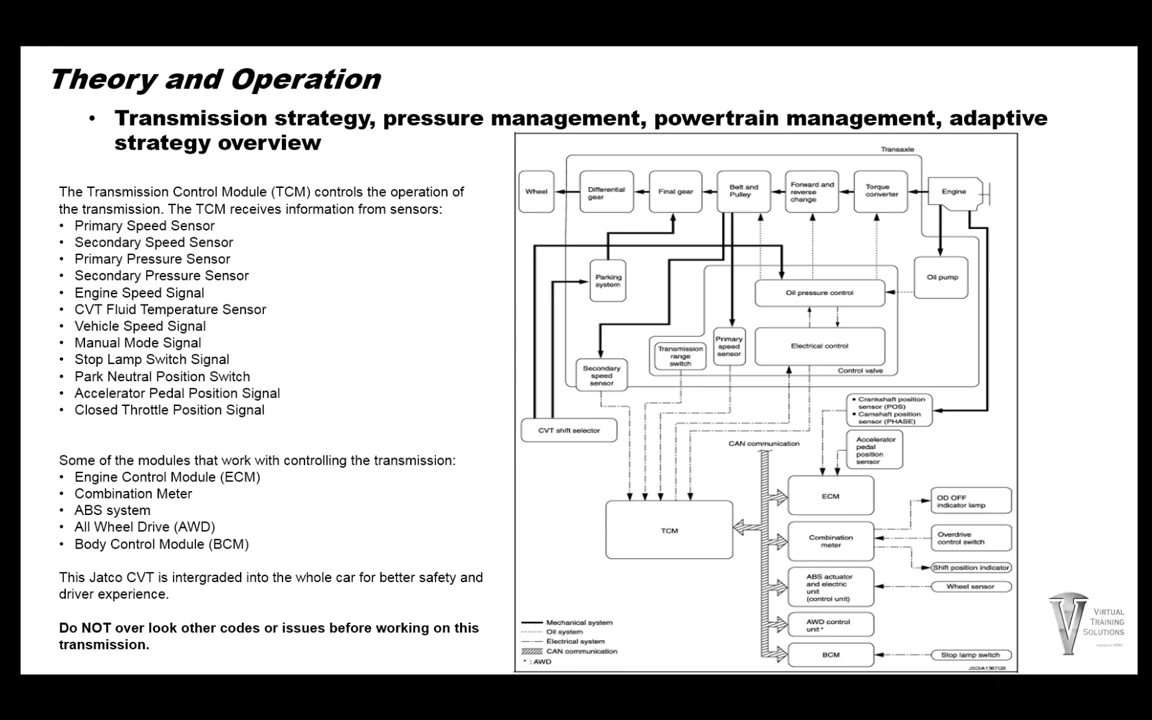 Theory and Operation
• Transmission strategy, pressure management, powertrain management, adaptive
strategy overview
The Transmission Control Module (TCM) controls the operation of
the transmission. The TCM receives information from sensors:
• Primary Speed Sensor
• Secondary Speed Sensor
• Primary Pressure Sensor
• Secondary Pressure Sensor
• Engine Speed Signal
• CVT Fluid Temperature Sensor
• Vehicle Speed Signal
• Manual Mode Signal
• Stop Lamp Switch Signal
• Park Neutral Position Switch
• Accelerator Pedal Position Signal
• Closed Throttle Position Signal
Some of the modules that work with controlling the transmission:
• Engine Control Module (ECM)
• Combination Meter
• ABS system
• All Wheel Drive (AWD)
• Body Control Module (BCM)
This Jatco CVT is intergraded into the whole car for better safety and
driver experience.
Do NOT over look other codes or issues before working on this
transmission.
Transaxle
Wheel
Differential
gear
Final gear
Belt and
Pulley
Forward and
reverse
change
Torque
converter
Engine
Parking
system
Oil pressure control
Oil pump
Transmission
range
switch
Primary
speed
sensor
Electrical control
Control valve
Secondary
speed
sensor
CVT shift selector
• Crankshaft position
sensor (POS)
• Camshaft position
sensor (PHASE)
CAN communication
Accelerator
pedal
position
sensor
TCM
ECM
OD OFF
indicator lamp
Combination
meter
Overdrive
control switch
Shift position indicator
ABS actuator
and electric
unit
(control unit)
Wheel sensor
AWD control
unit*
BCM
Stop lamp switch
Mechanical system
Oil system
Electrical system
CAN communication
* : AWD
JSDIA1367GB
VIRTUAL
TRAINING
SOLUTIONS